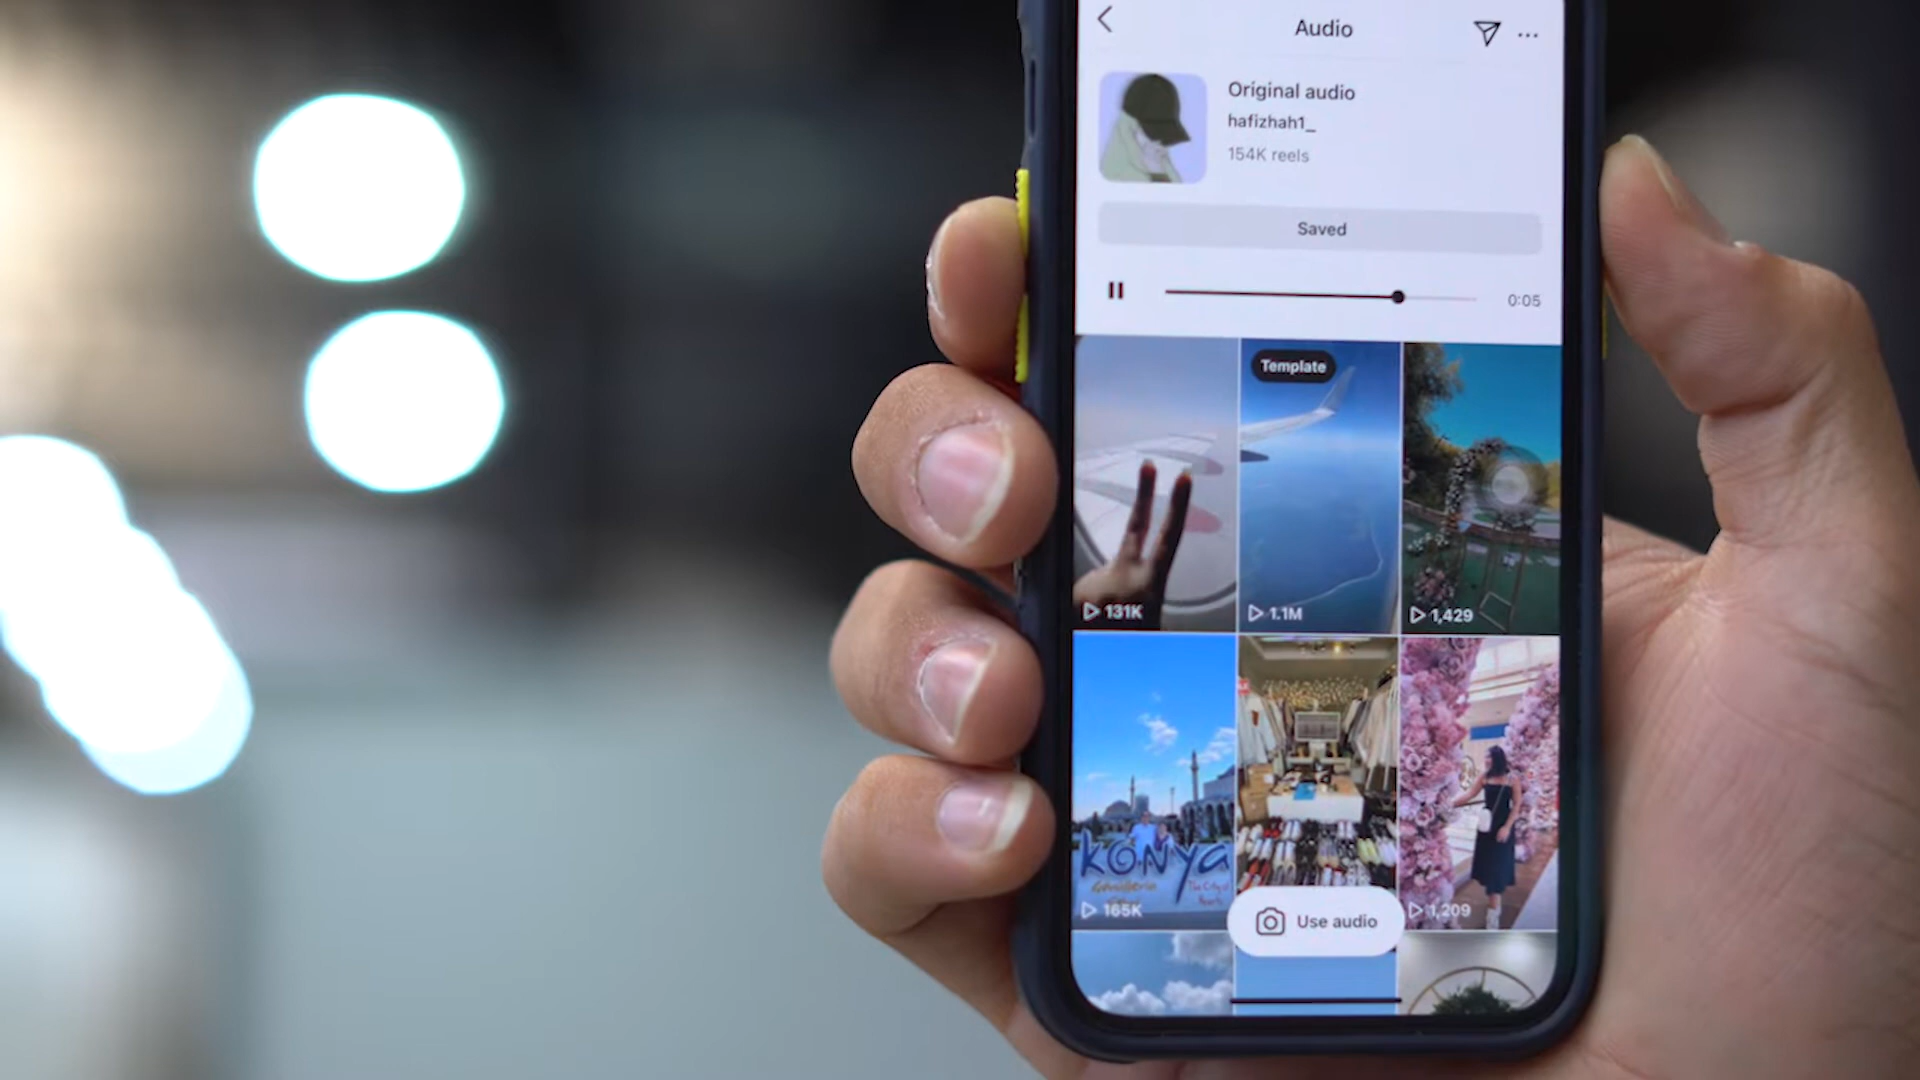 Audio
Original audio
hafizhah1_
154K reels
Saved
0:05
Template
131K
1.1M
1,429
KONYA
165K
Use audio
1,209